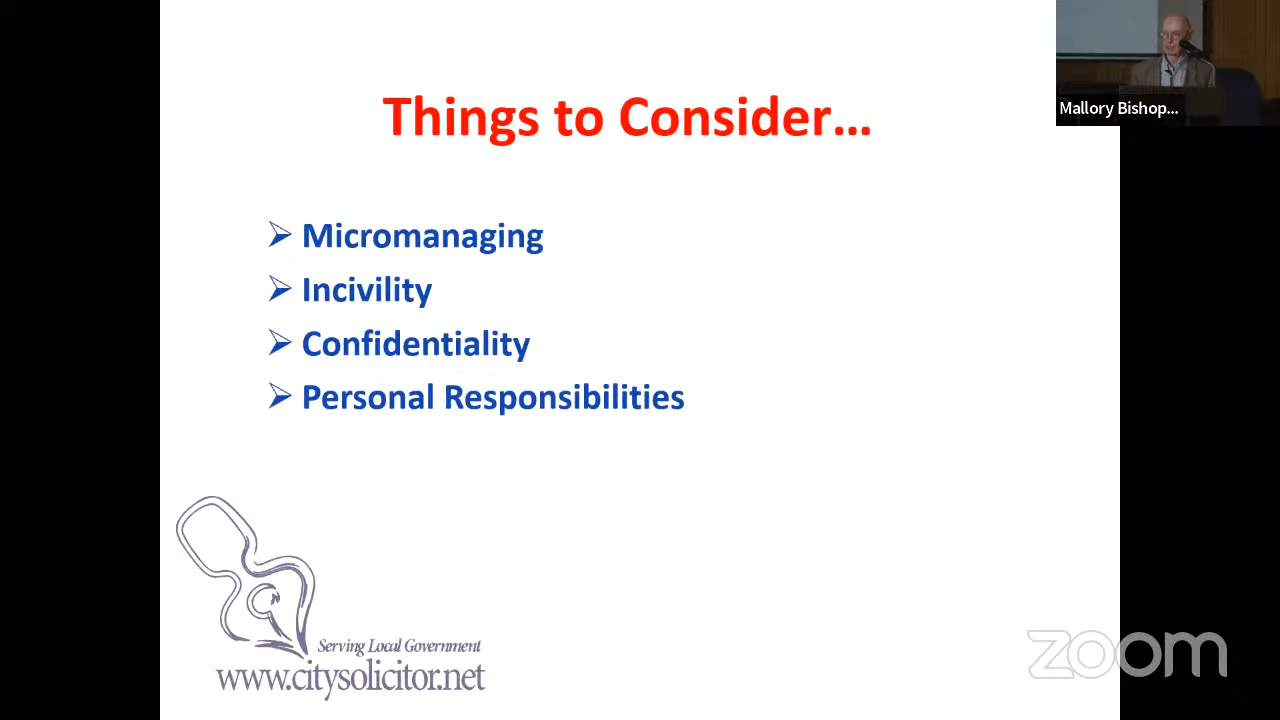 Things to Consider…
Mallory Bishop...
Micromanaging
Incivility
Confidentiality
Personal Responsibilities
Serving Local Government
www.citysolicitor.net
zoom